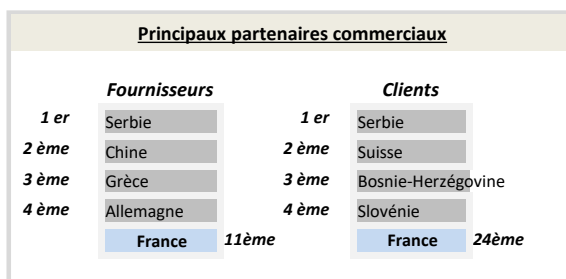 Principaux partenaires commerciaux
Fournisseurs Clients
1 er Serbie 1 er Serbie
2 ème Chine 2 ème Suisse
3 ème Grèce 3 ème Bosnie-Herzégovine
4 ème Allemagne 4 ème Slovénie
France 11ème France 24ème